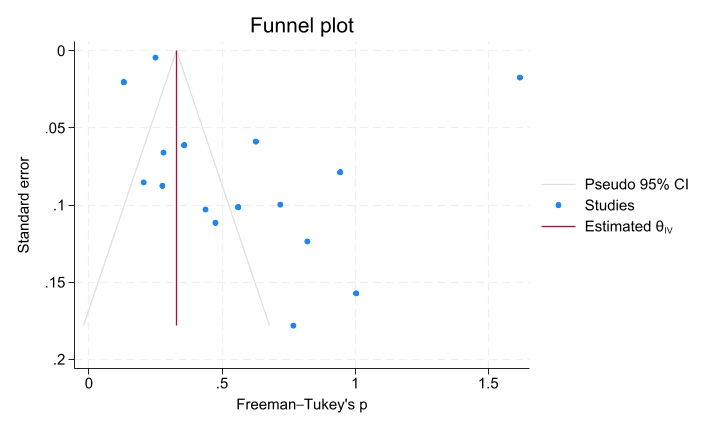 Funnel plot
0
.05
.1
.15
.2
Standard error
0
.5
1
1.5
Freeman–Tukey's p
Pseudo 95% CI
Studies
Estimated θIV